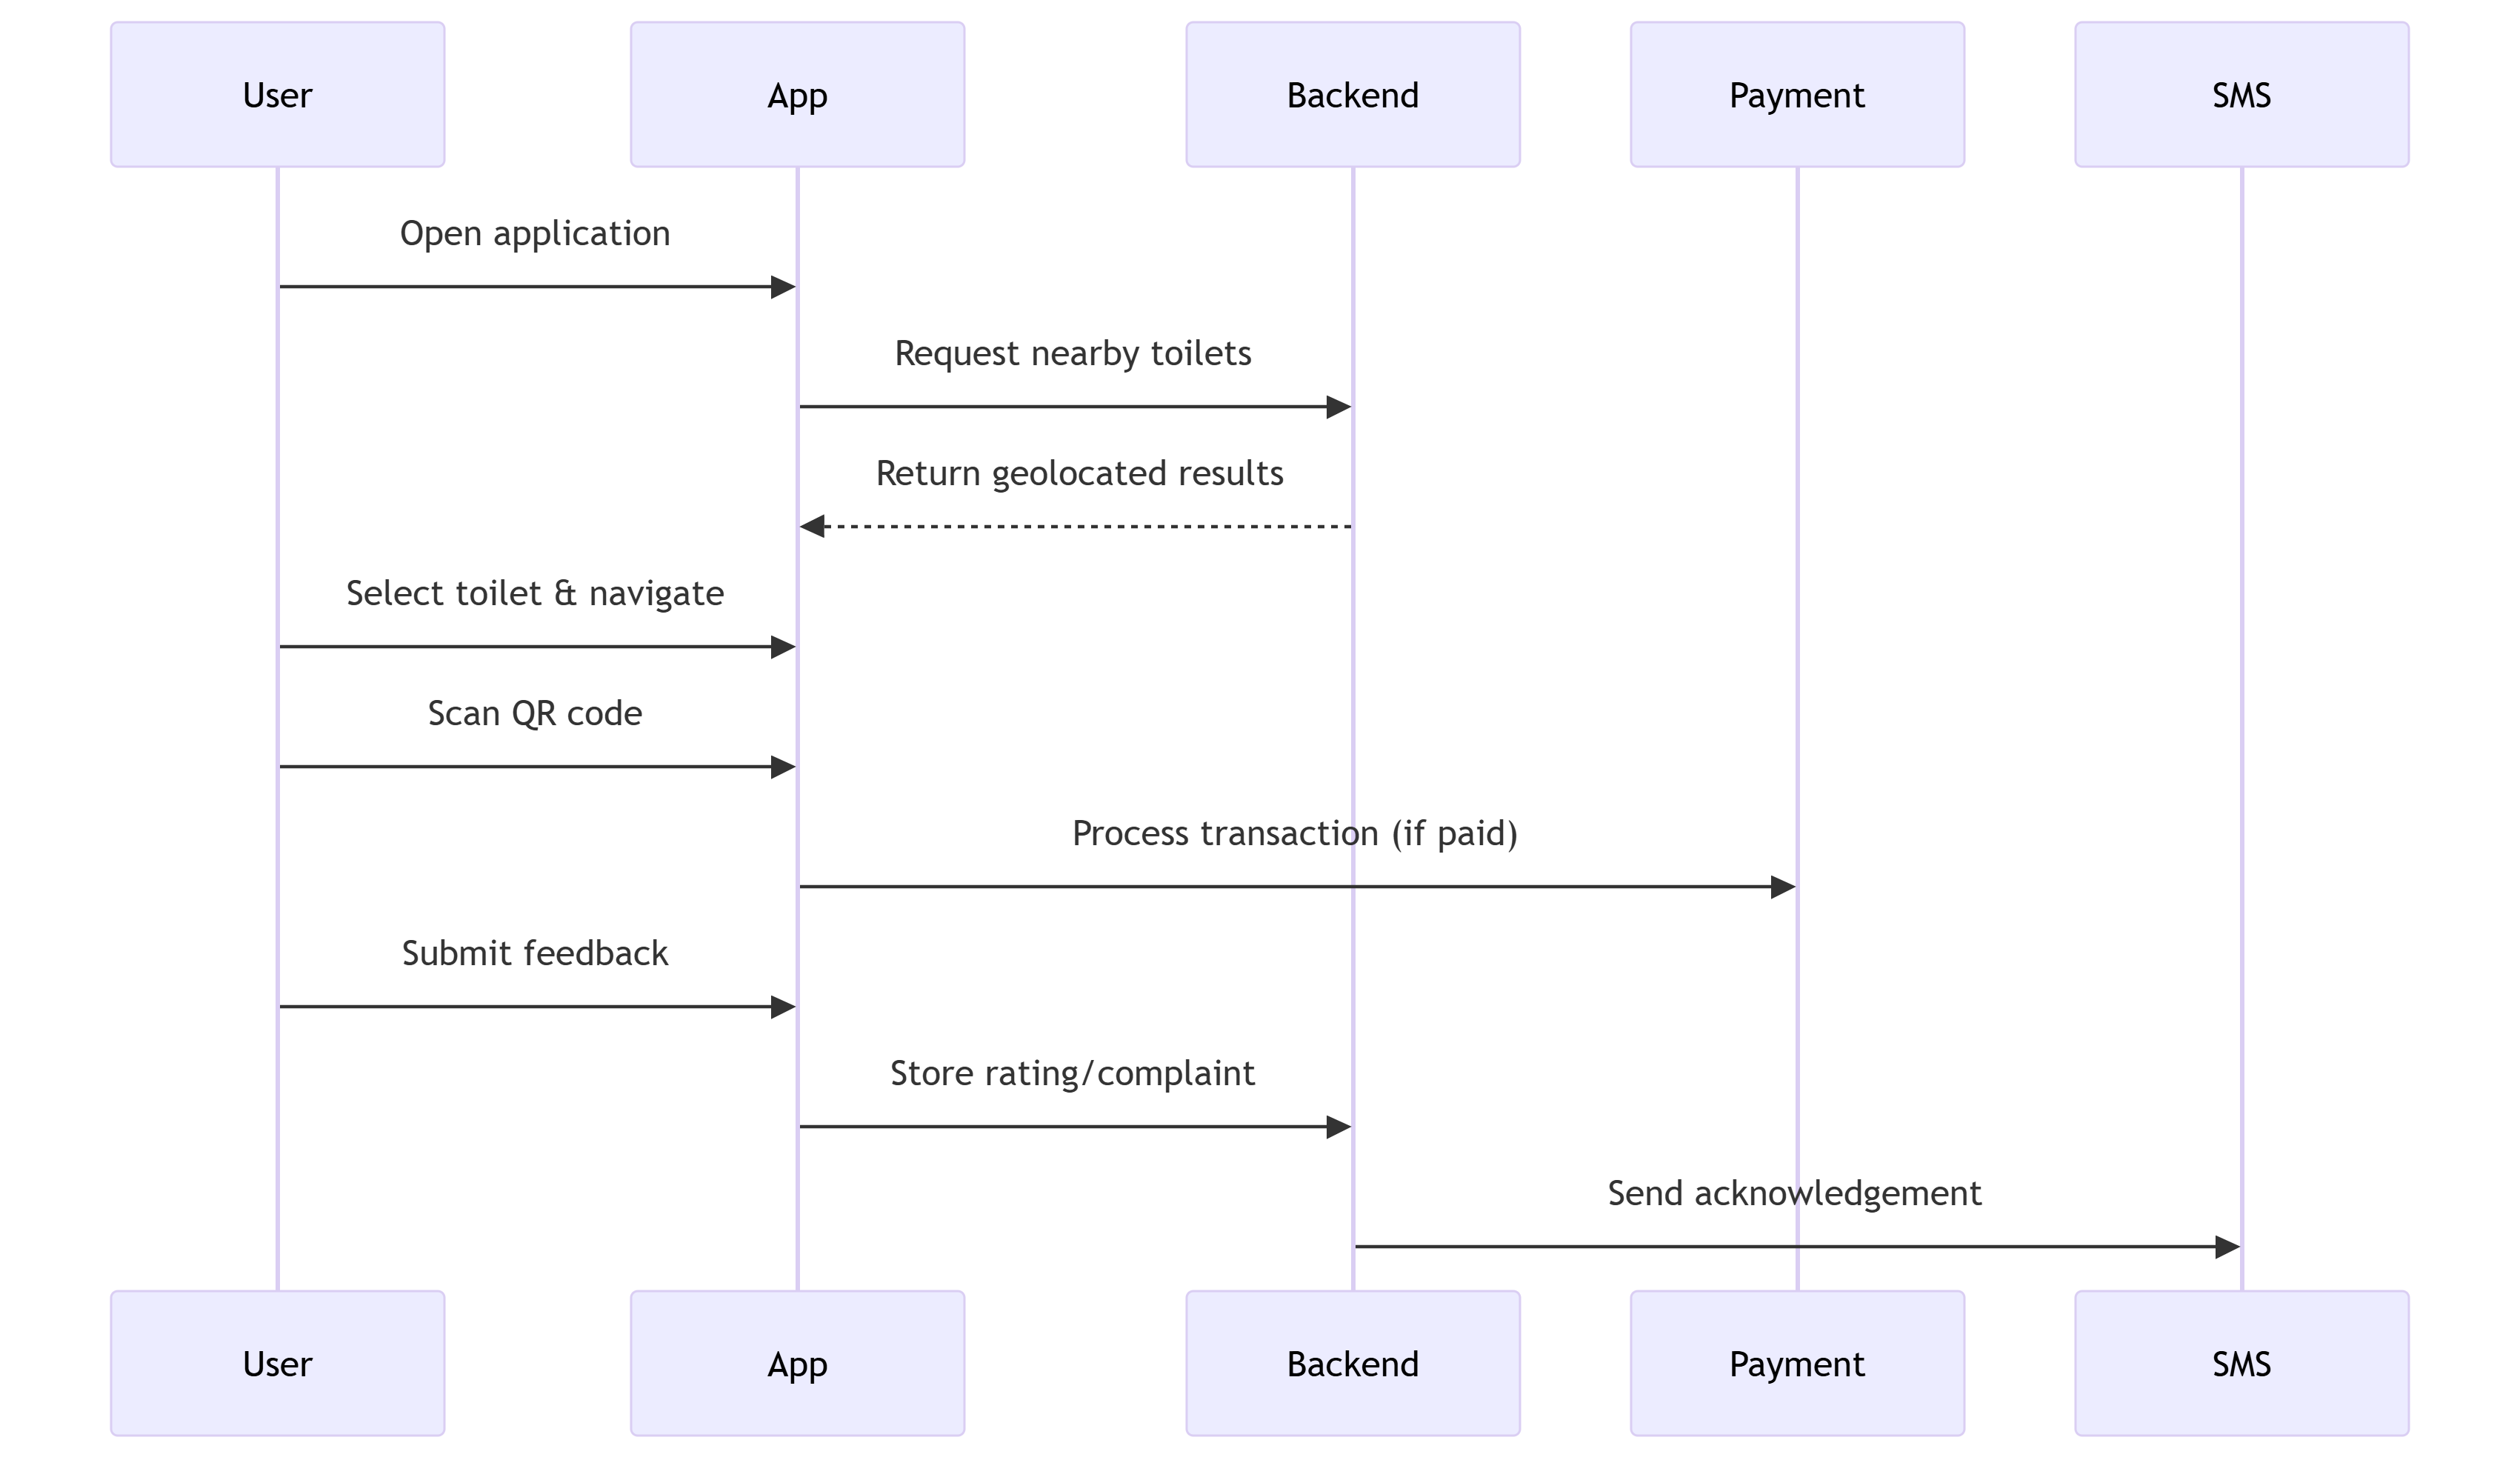 User
App
Backend
Payment
SMS
Open application
Request nearby toilets
Return geolocated results
Select toilet & navigate
Scan QR code
Process transaction (if paid)
Submit feedback
Store rating/complaint
Send acknowledgement
User
App
Backend
Payment
SMS